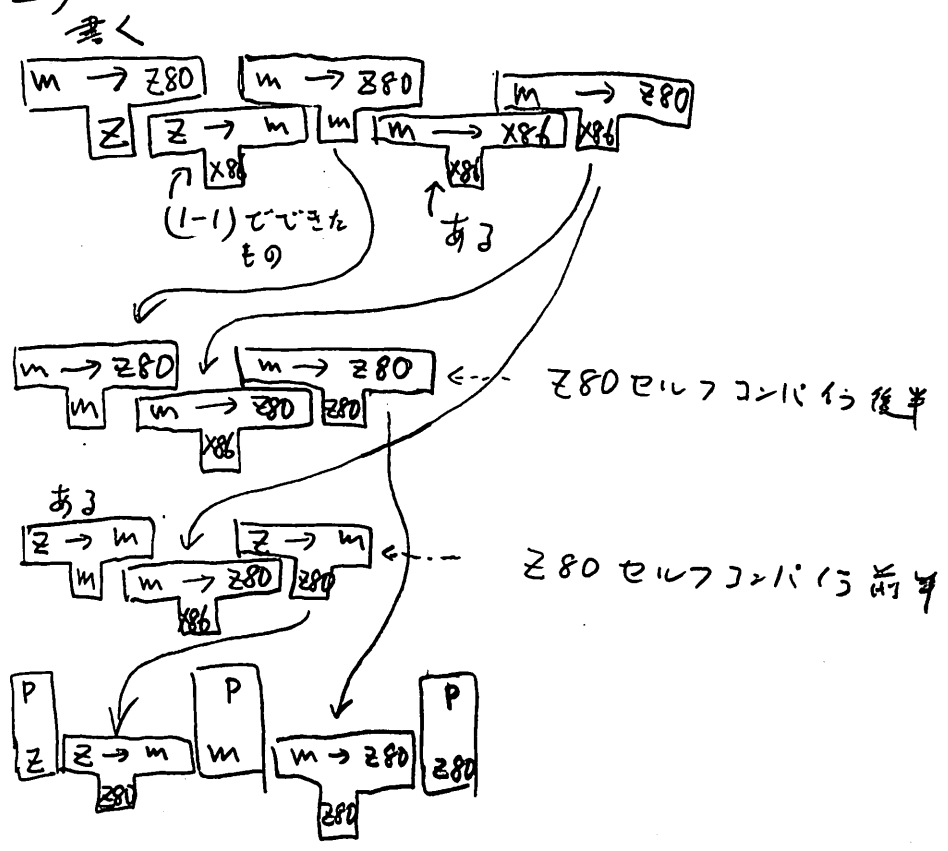 書く
m → Z80 m → Z80 m → Z80
Z Z → m m m → X86 X86
X86 X86
(1-1)でできた
もの
ある
m → Z80 m → Z80
m m → Z80 Z80
X86
Z80セルフコンパイラ後半
ある
Z → m Z → m
m m → Z80 Z80
X86
Z80セルフコンパイラ前半
P P P
Z Z → m m m → Z80 Z80
Z80 Z80